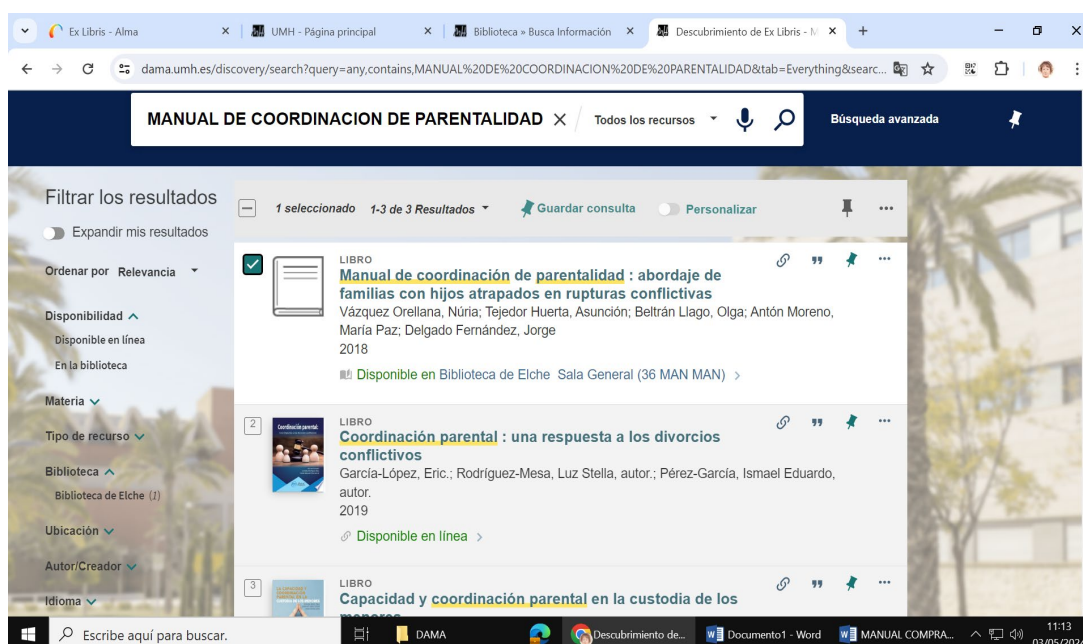 Ex Libris - Alma
UMH - Página principal
Biblioteca » Busca Información
Descubrimiento de Ex Libris - M
dama.umh.es/discovery/search?query=any,contains,MANUAL%20DE%20COORDINACION%20DE%20PARENTALIDAD&tab=Everything&searc...
MANUAL DE COORDINACION DE PARENTALIDAD
Todos los recursos
Búsqueda avanzada
Filtrar los resultados
Expandir mis resultados
Ordenar por Relevancia
Disponibilidad
Disponible en línea
En la biblioteca
Materia
Tipo de recurso
Biblioteca
Biblioteca de Elche (1)
Ubicación
Autor/Creador
Idioma
1 seleccionado 1-3 de 3 Resultados Guardar consulta Personalizar
LIBRO
Manual de coordinación de parentalidad : abordaje de
familias con hijos atrapados en rupturas conflictivas
Vázquez Orellana, Núria; Tejedor Huerta, Asunción; Beltrán Llago, Olga; Antón Moreno,
María Paz; Delgado Fernández, Jorge
2018
Disponible en Biblioteca de Elche Sala General (36 MAN MAN) >
2
Coordinación parental:
LIBRO
Coordinación parental : una respuesta a los divorcios
conflictivos
García-López, Eric.; Rodríguez-Mesa, Luz Stella, autor.; Pérez-García, Ismael Eduardo,
autor.
2019
Disponible en línea >
3
LIBRO
Capacidad y coordinación parental en la custodia de los
menores
Escribe aquí para buscar.
DAMA
Descubrimiento de...
Documento1 - Word
MANUAL COMPRA...
11:13
03/05/2024